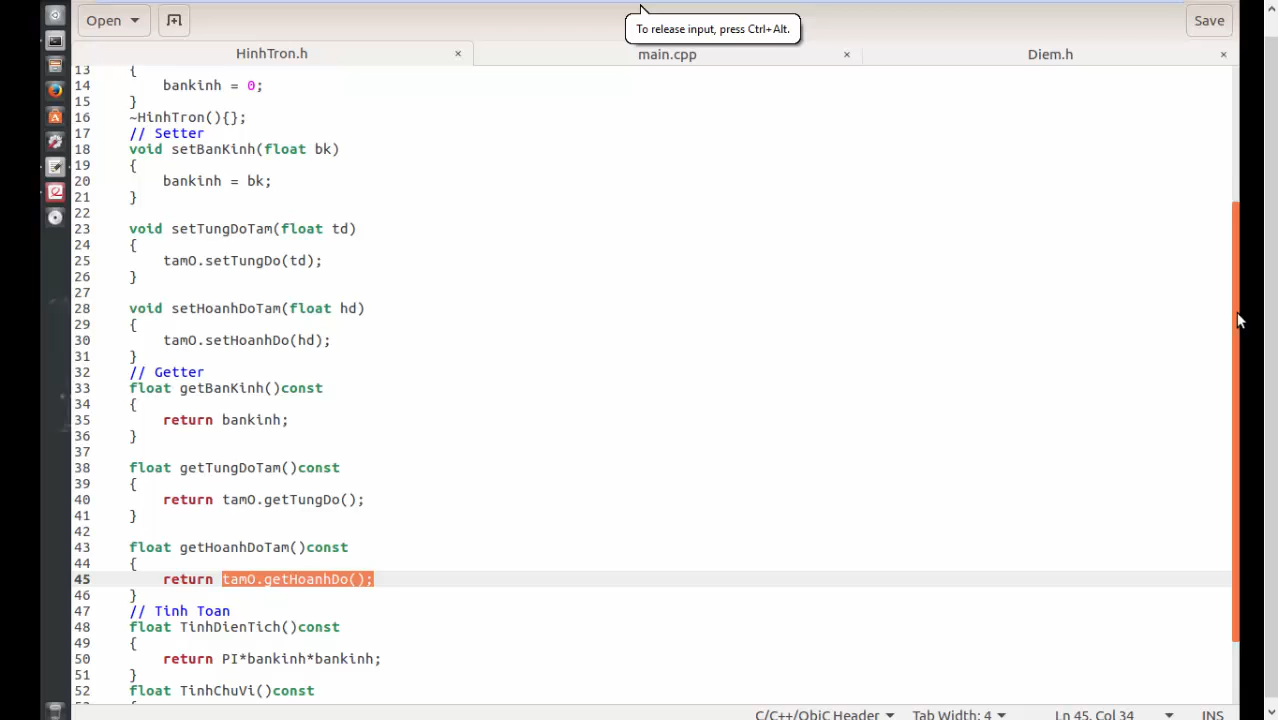 Open
To release input, press Ctrl+Alt.
Save
HinhTron.h × main.cpp × Diem.h ×
13 {
14 bankinh = 0;
15 }
16 ~HinhTron(){};
17 // Setter
18 void setBanKinh(float bk)
19 {
20 bankinh = bk;
21 }
22
23 void setTungDoTam(float td)
24 {
25 tamO.setTungDo(td);
26 }
27
28 void setHoanhDoTam(float hd)
29 {
30 tamO.setHoanhDo(hd);
31 }
32 // Getter
33 float getBanKinh()const
34 {
35 return bankinh;
36 }
37
38 float getTungDoTam()const
39 {
40 return tamO.getTungDo();
41 }
42
43 float getHoanhDoTam()const
44 {
45 return tamO.getHoanhDo();
46 }
47 // Tinh Toan
48 float TinhDienTich()const
49 {
50 return PI*bankinh*bankinh;
51 }
52 float TinhChuVi()const
C/C++/ObjC Header Tab Width: 4 Ln 45, Col 34 INS